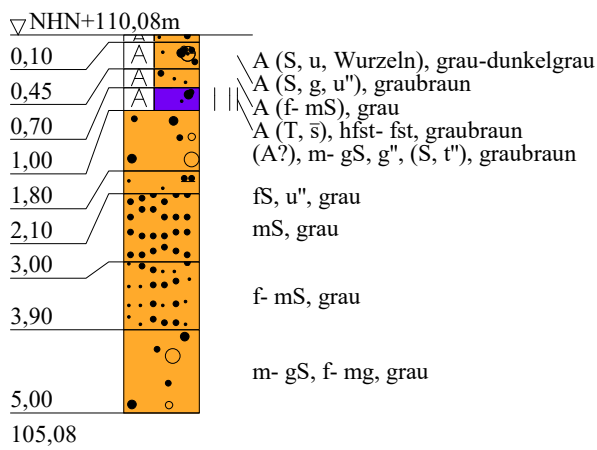 NHN+110,08m
A
A
A
A
0,10
0,45
0,70
1,00
1,80
2,10
3,00
3,90
5,00
105,08
A (S, u, Wurzeln), grau-dunkelgrau
A (S, g, u"), graubraun
A (f- mS), grau
A (T, s̅), hfst- fst, graubraun
(A?), m- gS, g", (S, t"), graubraun
fS, u", grau
mS, grau
f- mS, grau
m- gS, f- mg, grau